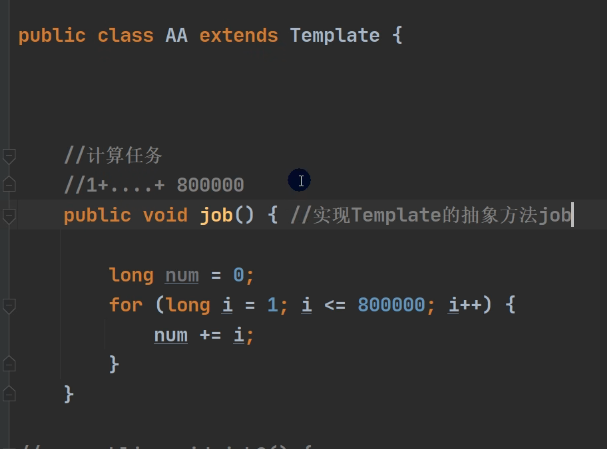 public class AA extends Template {
//计算任务
//1+....+ 800000
public void job() { //实现Template的抽象方法job
long num = 0;
for (long i = 1; i <= 800000; i++) {
num += i;
}
}